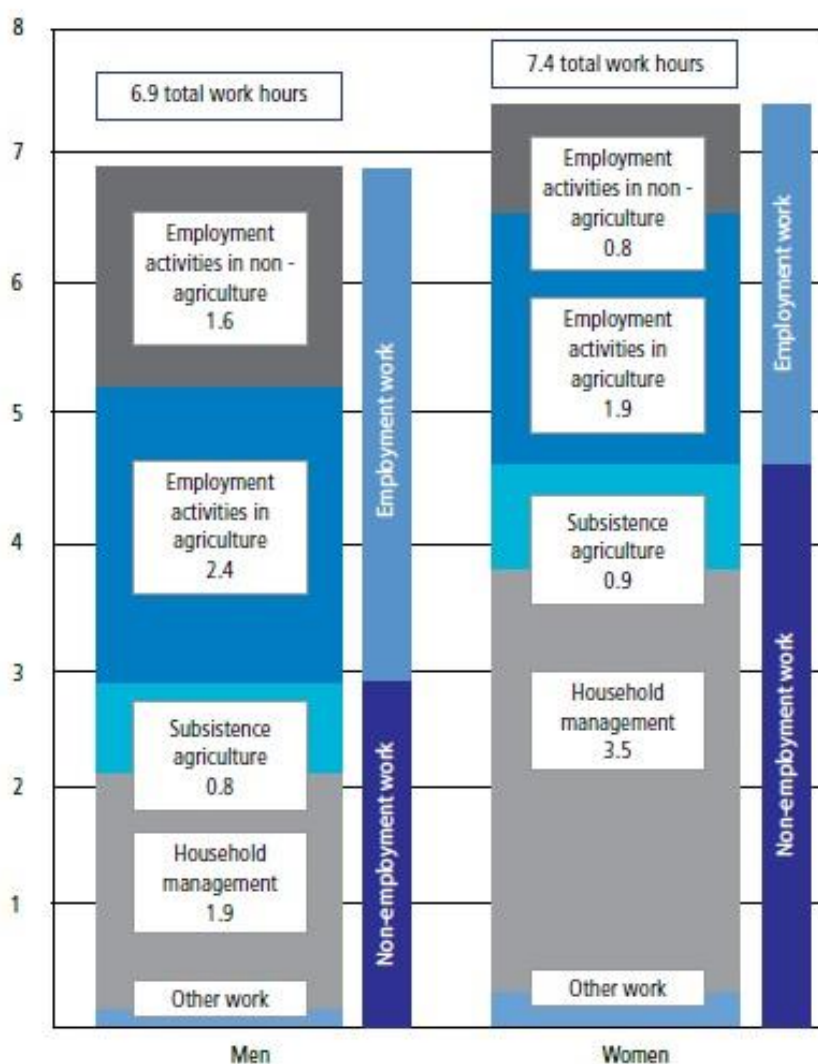 8
7
6
5
4
3
2
1
6.9 total work hours
Employment
activities in non -
agriculture
1.6
Employment
activities in
agriculture
2.4
Subsistence
agriculture
0.8
Household
management
1.9
Other work
Employment work
Non-employment work
Men
7.4 total work hours
Employment
activities in non -
agriculture
0.8
Employment
activities in
agriculture
1.9
Subsistence
agriculture
0.9
Household
management
3.5
Other work
Employment work
Non-employment work
Women